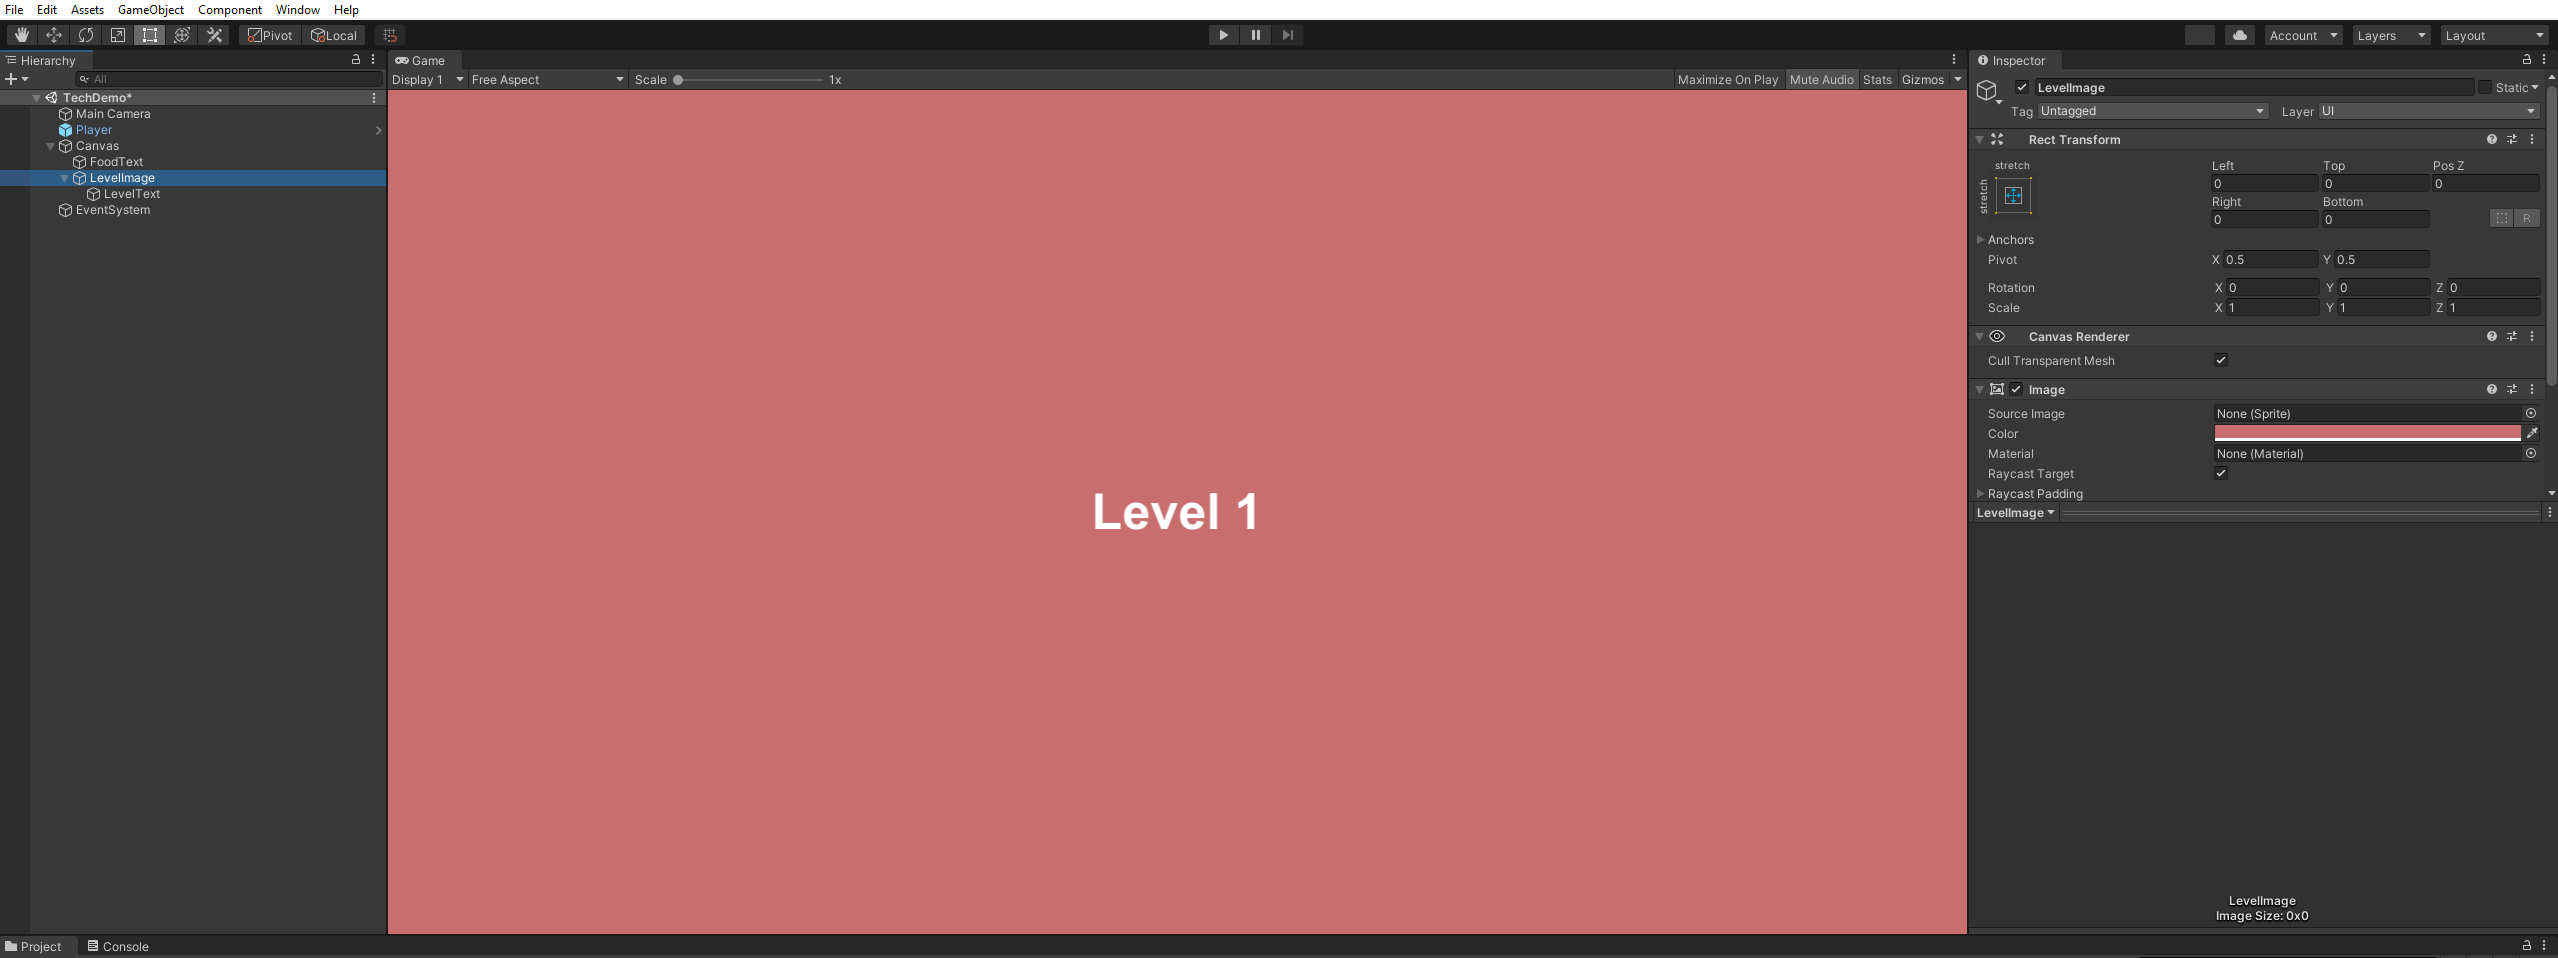 File Edit Assets GameObject Component Window Help
Pivot Local Account Layers Layout
Hierarchy Game Inspector
All Display 1 Free Aspect Scale 1x Maximize On Play Mute Audio Stats Gizmos
LevelImage Static
TechDemo*
Main Camera
Player
Canvas
FoodText
LevelImage
LevelText
EventSystem
Level 1
Tag Untagged Layer UI
Rect Transform
stretch Left Top Pos Z
stretch 0 0 0
Right Bottom
0 0 R
Anchors
Pivot X 0.5 Y 0.5
Rotation X 0 Y 0 Z 0
Scale X 1 Y 1 Z 1
Canvas Renderer
Cull Transparent Mesh
Image
Source Image None (Sprite)
Color
Material None (Material)
Raycast Target
Raycast Padding
LevelImage
LevelImage
Image Size: 0x0
Project Console